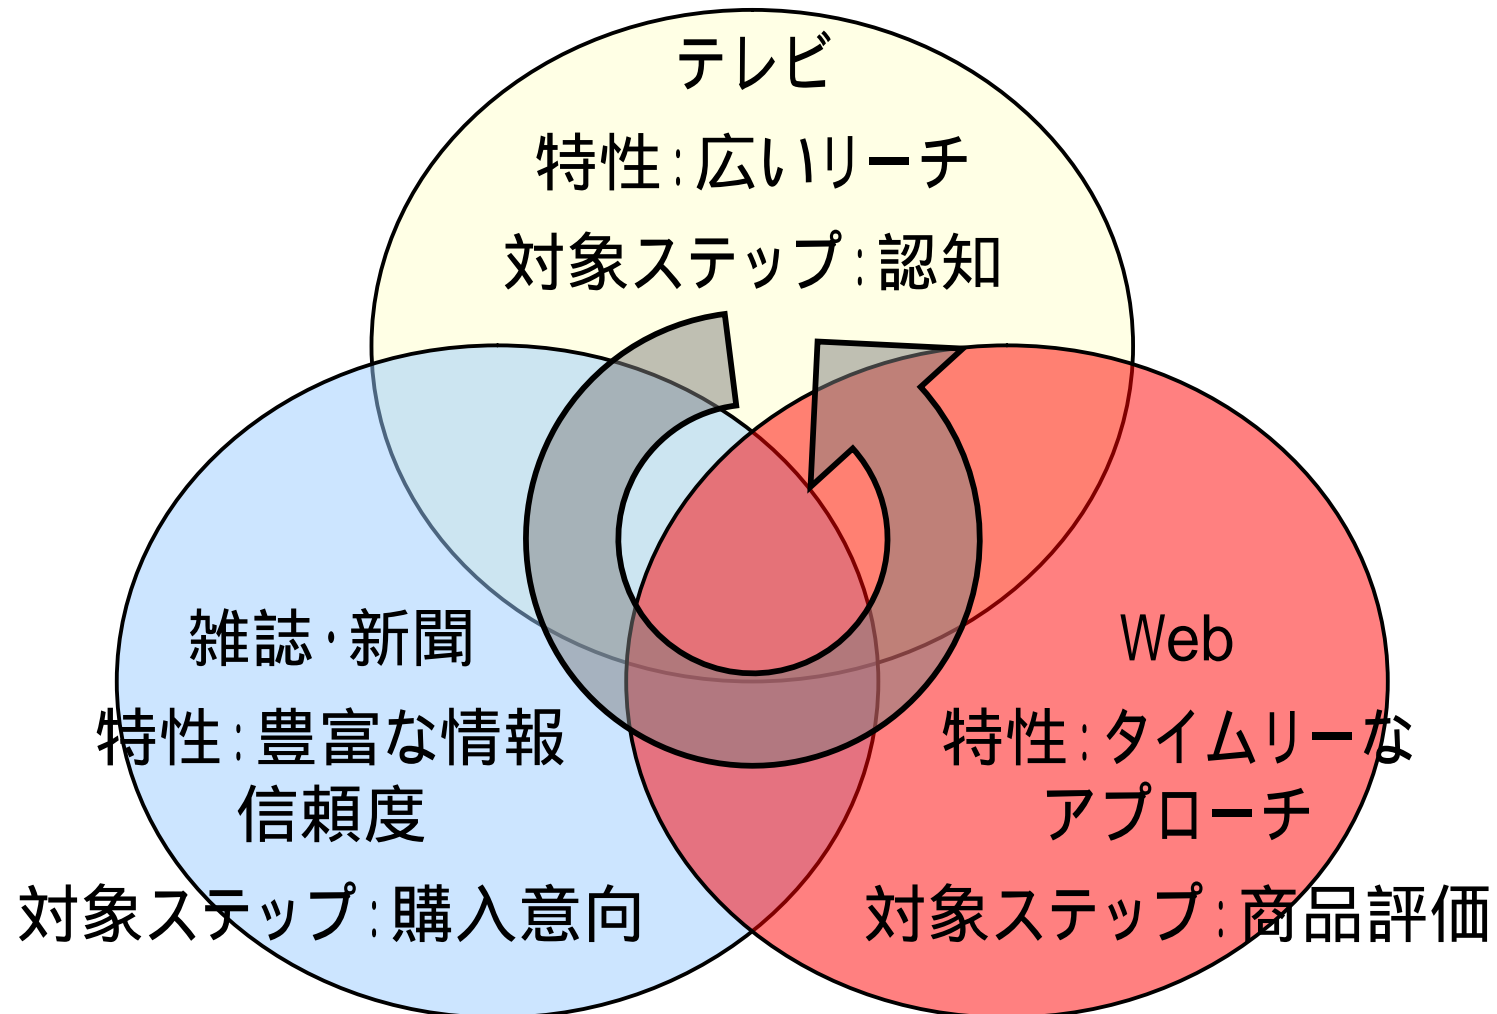 テレビ
特性：広いリーチ
対象ステップ：認知
雑誌・新聞
特性：豊富な情報
信頼度
対象ステップ：購入意向
Web
特性：タイムリーな
アプローチ
対象ステップ：商品評価